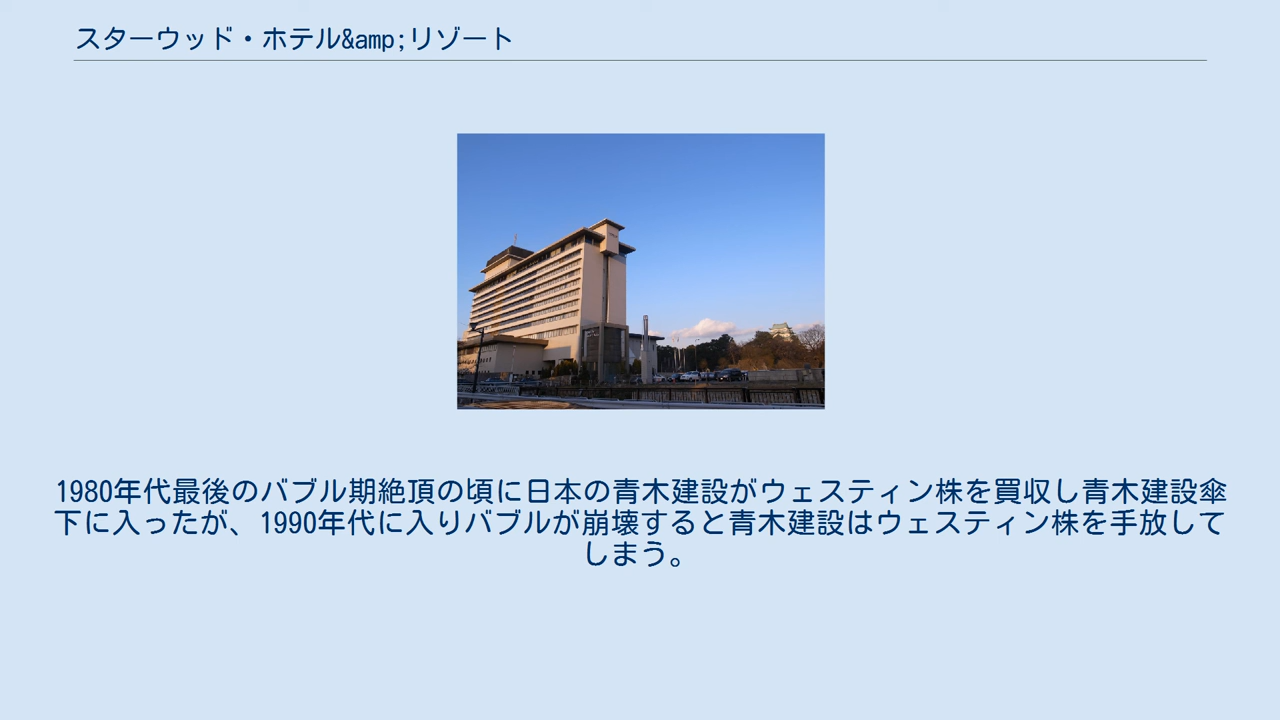 スターウッド・ホテル&amp;リゾート
1980年代最後のバブル期絶頂の頃に日本の青木建設がウェスティン株を買収し青木建設傘
下に入ったが、1990年代に入りバブルが崩壊すると青木建設はウェスティン株を手放して
しまう。